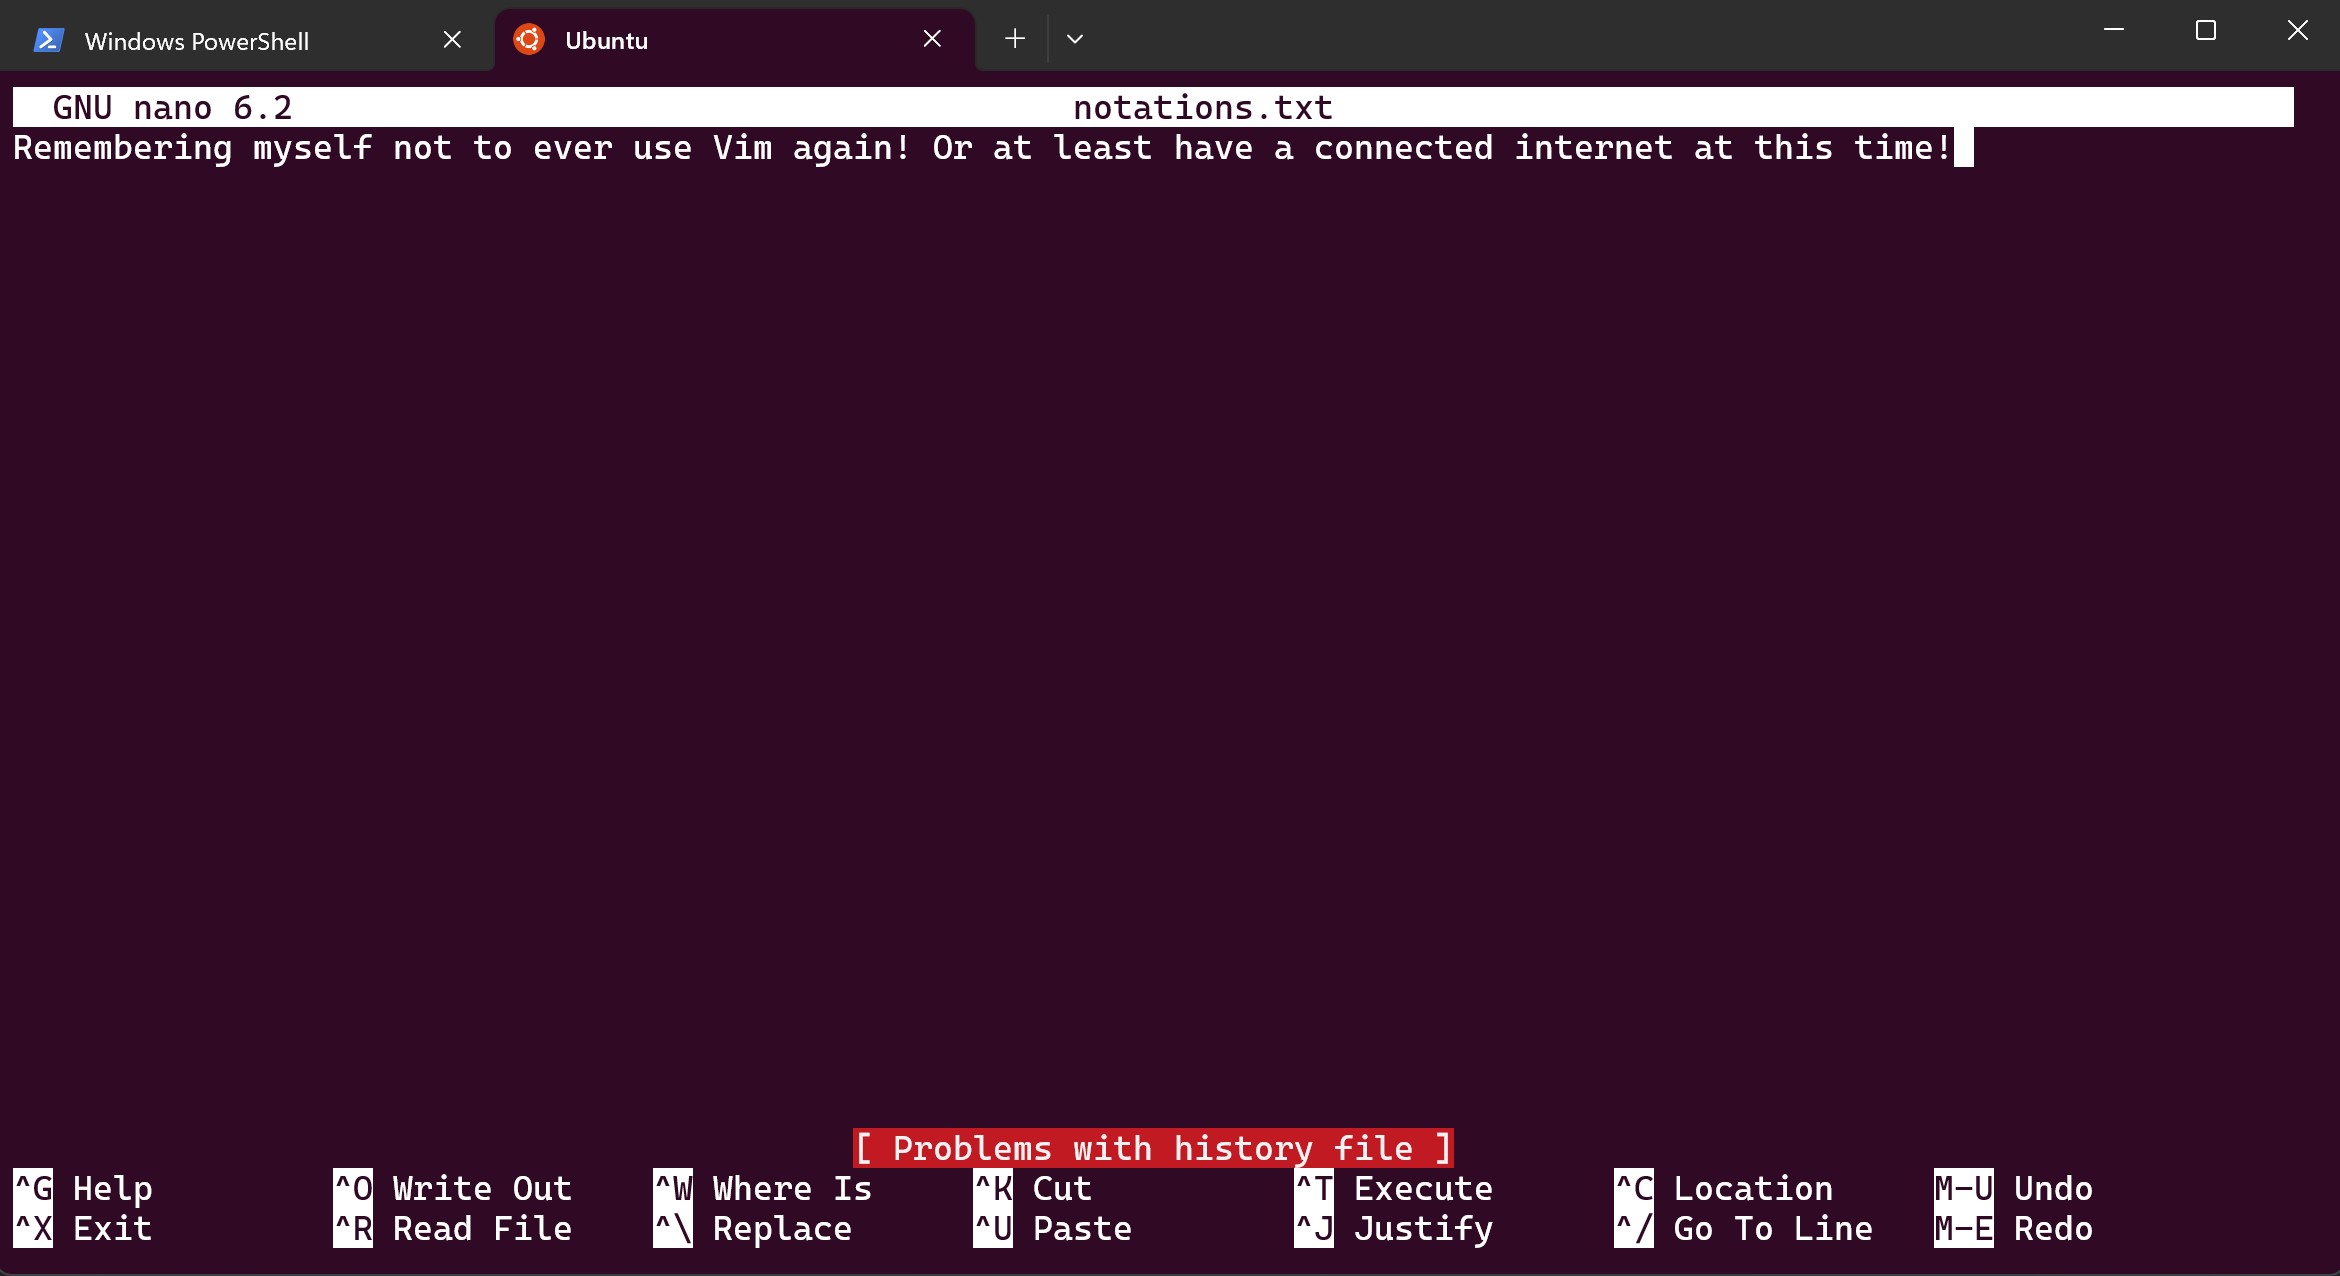 Windows PowerShell Ubuntu
GNU nano 6.2 notations.txt
Remembering myself not to ever use Vim again! Or at least have a connected internet at this time!
[ Problems with history file ]
^G Help ^O Write Out ^W Where Is ^K Cut ^T Execute ^C Location M-U Undo
^X Exit ^R Read File ^\ Replace ^U Paste ^J Justify ^/ Go To Line M-E Redo